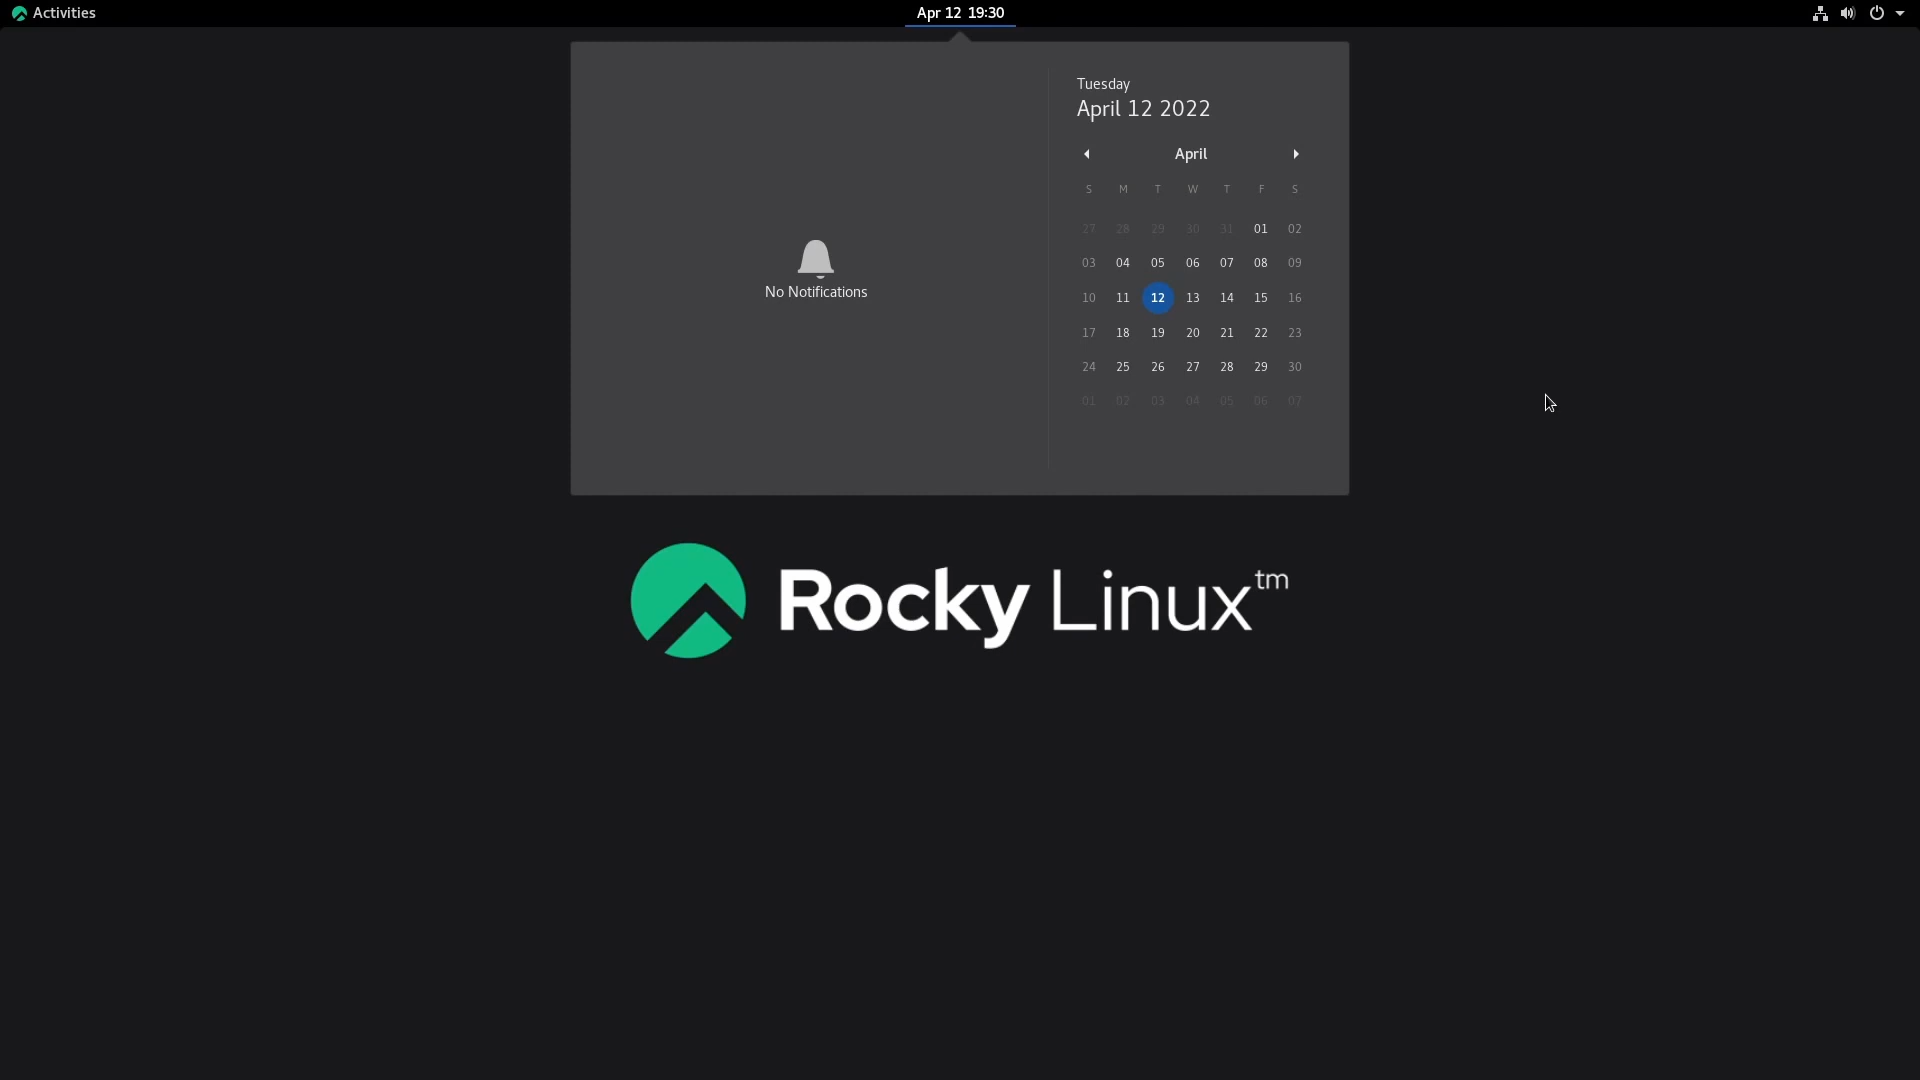 Activities
Apr 12 19:30
No Notifications
Tuesday
April 12 2022
April
S M T W T F S
27 28 29 30 31 01 02
03 04 05 06 07 08 09
10 11 12 13 14 15 16
17 18 19 20 21 22 23
24 25 26 27 28 29 30
01 02 03 04 05 06 07
Rocky Linux™